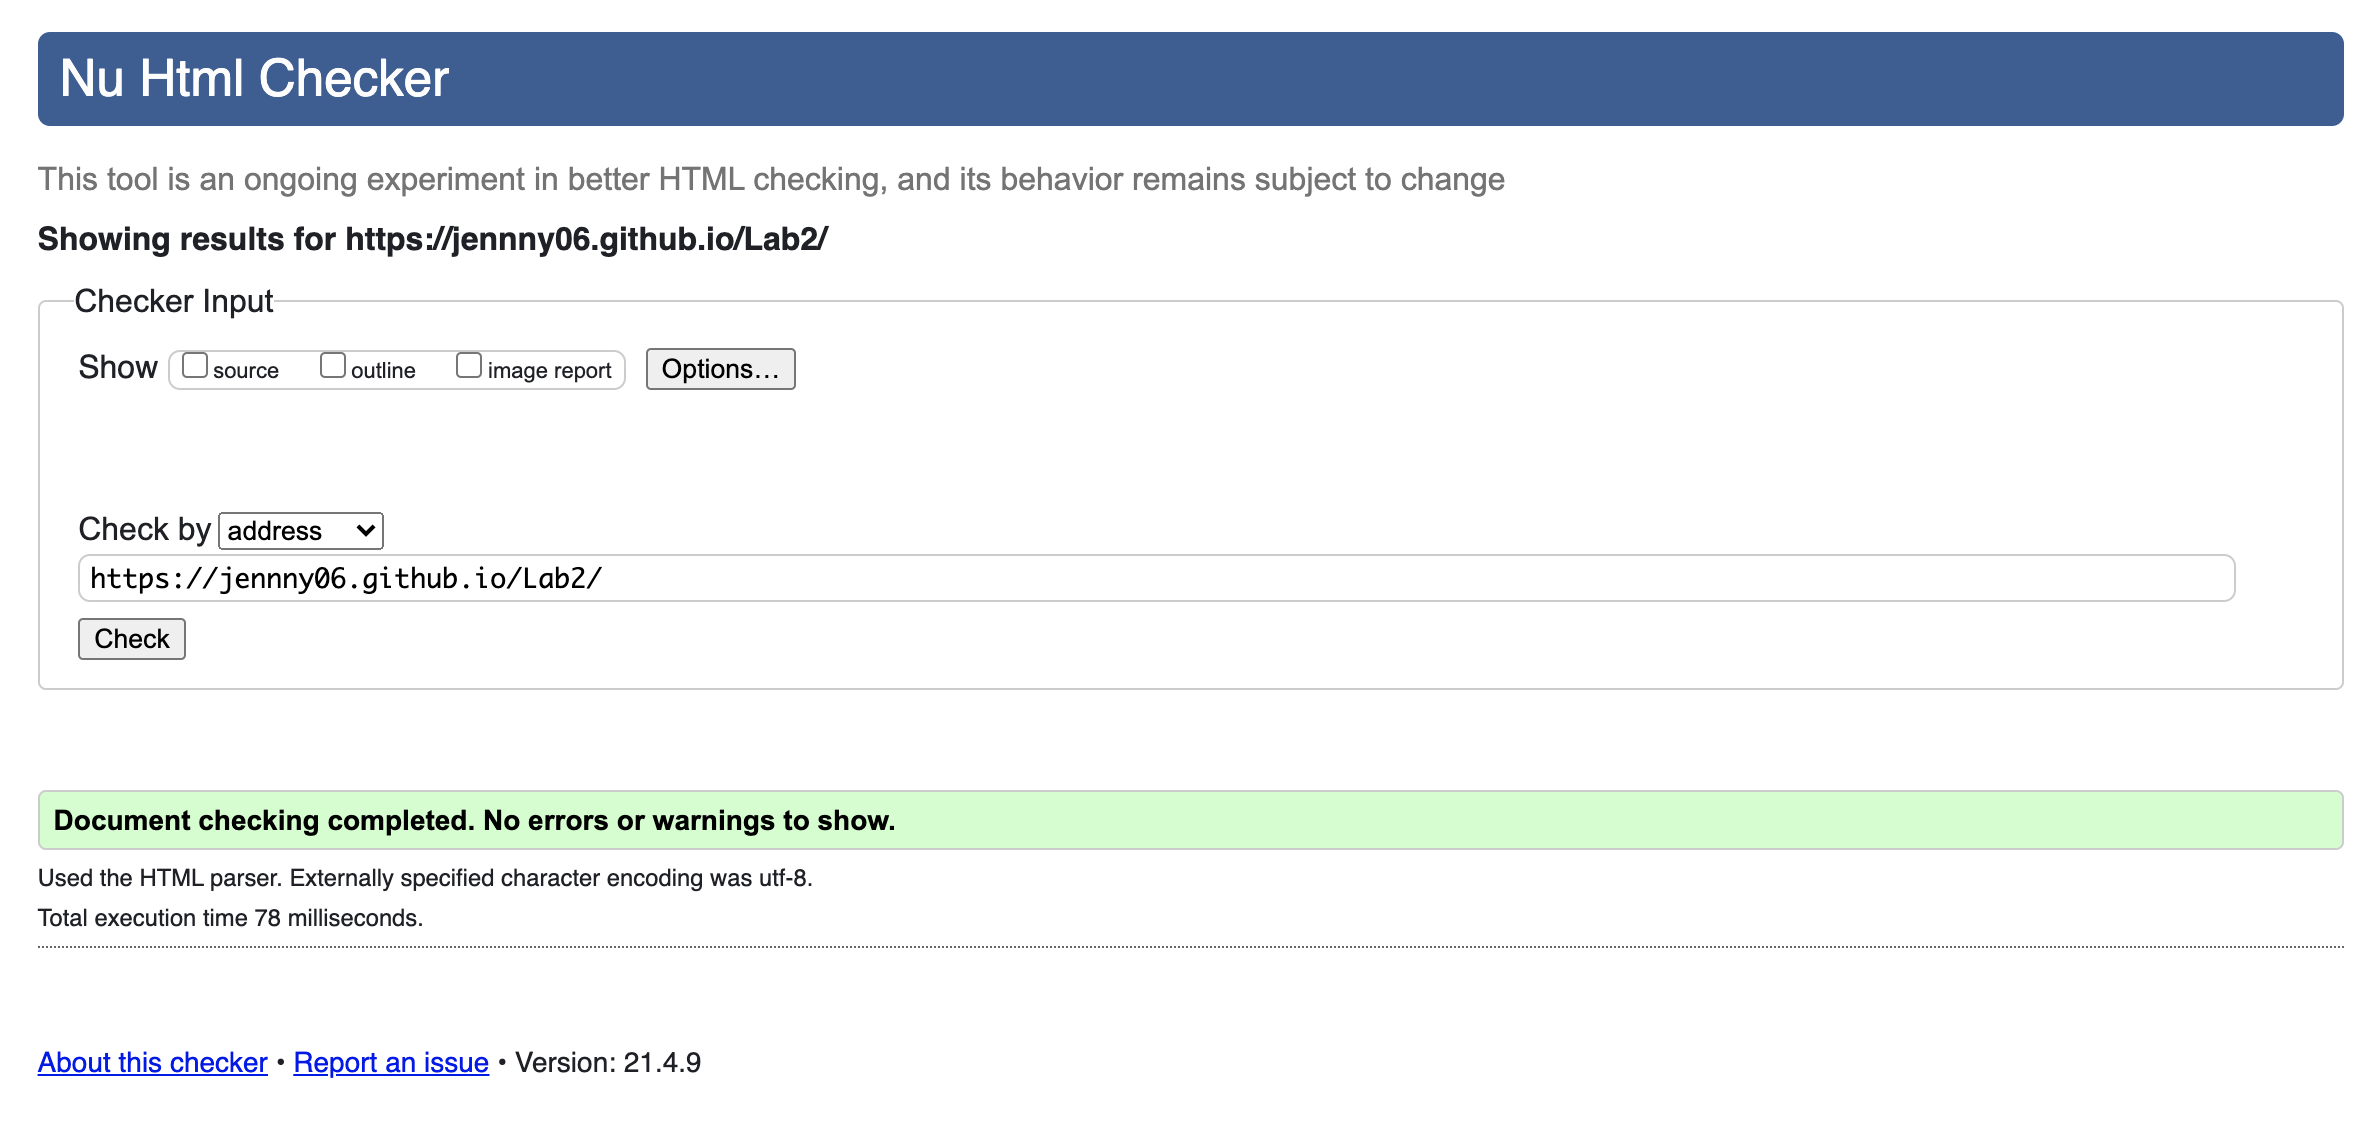 Nu Html Checker
This tool is an ongoing experiment in better HTML checking, and its behavior remains subject to change
Showing results for https://jennny06.github.io/Lab2/
Checker Input
Show source outline image report Options...
Check by address
https://jennny06.github.io/Lab2/
Check
Document checking completed. No errors or warnings to show.
Used the HTML parser. Externally specified character encoding was utf-8.
Total execution time 78 milliseconds.
About this checker • Report an issue • Version: 21.4.9